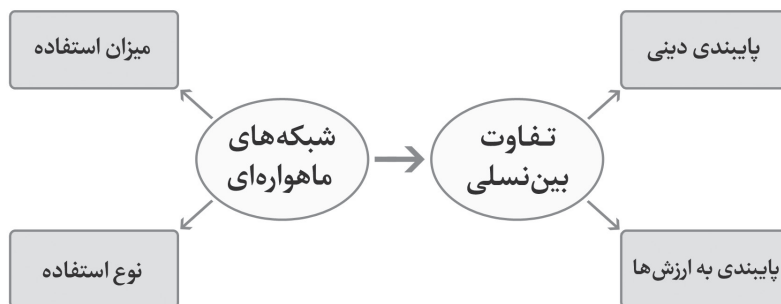 پایبندی دینی
میزان استفاده
تفاوت
بین‌نسلی
شبکه‌های
ماهواره‌ای
پایبندی به ارزش‌ها
نوع استفاده